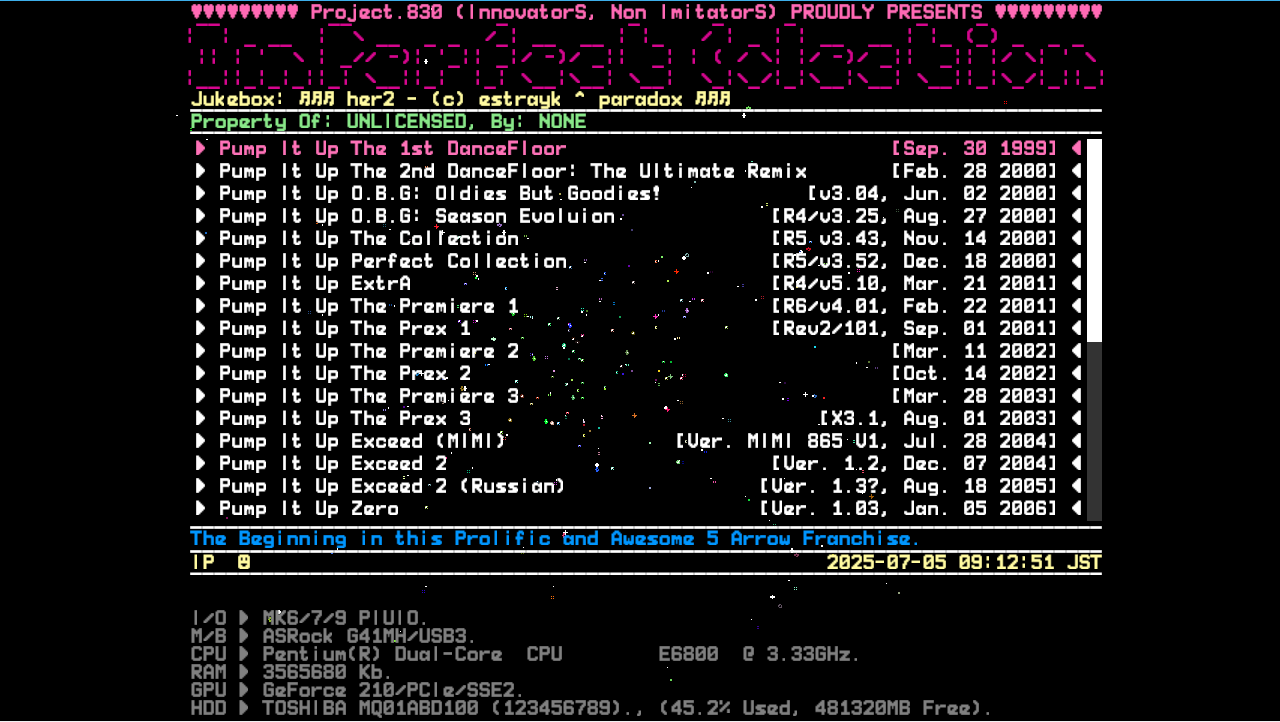 ♥♥♥♥♥♥♥♥♥ Project.830 (InnovatorS, Non ImitatorS) PROUDLY PRESENTS ♥♥♥♥♥♥♥♥♥
ImPerfect Colection
Jukebox: ♬♬♬ her2 - (c) estrayk ^ paradox ♬♬♬
Property Of: UNLICENSED, By: NONE
Pump It Up The 1st DanceFloor [Sep. 30 1999]
Pump It Up The 2nd DanceFloor: The Ultimate Remix [Feb. 28 2000]
Pump It Up O.B.G: Oldies But Goodies! [v3.04, Jun. 02 2000]
Pump It Up O.B.G: Season Evoluion [R4/v3.25, Aug. 27 2000]
Pump It Up The Collection [R5 v3.43, Nov. 14 2000]
Pump It Up Perfect Collection [R5/v3.52, Dec. 18 2000]
Pump It Up ExtrA [R4/v5.10, Mar. 21 2001]
Pump It Up The Premiere 1 [R6/v4.01, Feb. 22 2001]
Pump It Up The Prex 1 [Rev2/101, Sep. 01 2001]
Pump It Up The Premiere 2 [Mar. 11 2002]
Pump It Up The Prex 2 [Oct. 14 2002]
Pump It Up The Premiere 3 [Mar. 28 2003]
Pump It Up The Prex 3 [X3.1, Aug. 01 2003]
Pump It Up Exceed (MIMI) [Ver. MIMI 865 V1, Jul. 28 2004]
Pump It Up Exceed 2 [Ver. 1.2, Dec. 07 2004]
Pump It Up Exceed 2 (Russian) [Ver. 1.3?, Aug. 18 2005]
Pump It Up Zero [Ver. 1.03, Jan. 05 2006]
The Beginning in this Prolific and Awesome 5 Arrow Franchise.
IP 2025-07-05 09:12:51 JST
I/O MK6/7/9 PIUIO.
M/B ASRock G41MH/USB3.
CPU Pentium(R) Dual-Core CPU E6800 @ 3.33GHz.
RAM 3565680 Kb.
GPU GeForce 210/PCIe/SSE2.
HDD TOSHIBA MQ01ABD100 (123456789)., (45.2% Used, 481320MB Free).